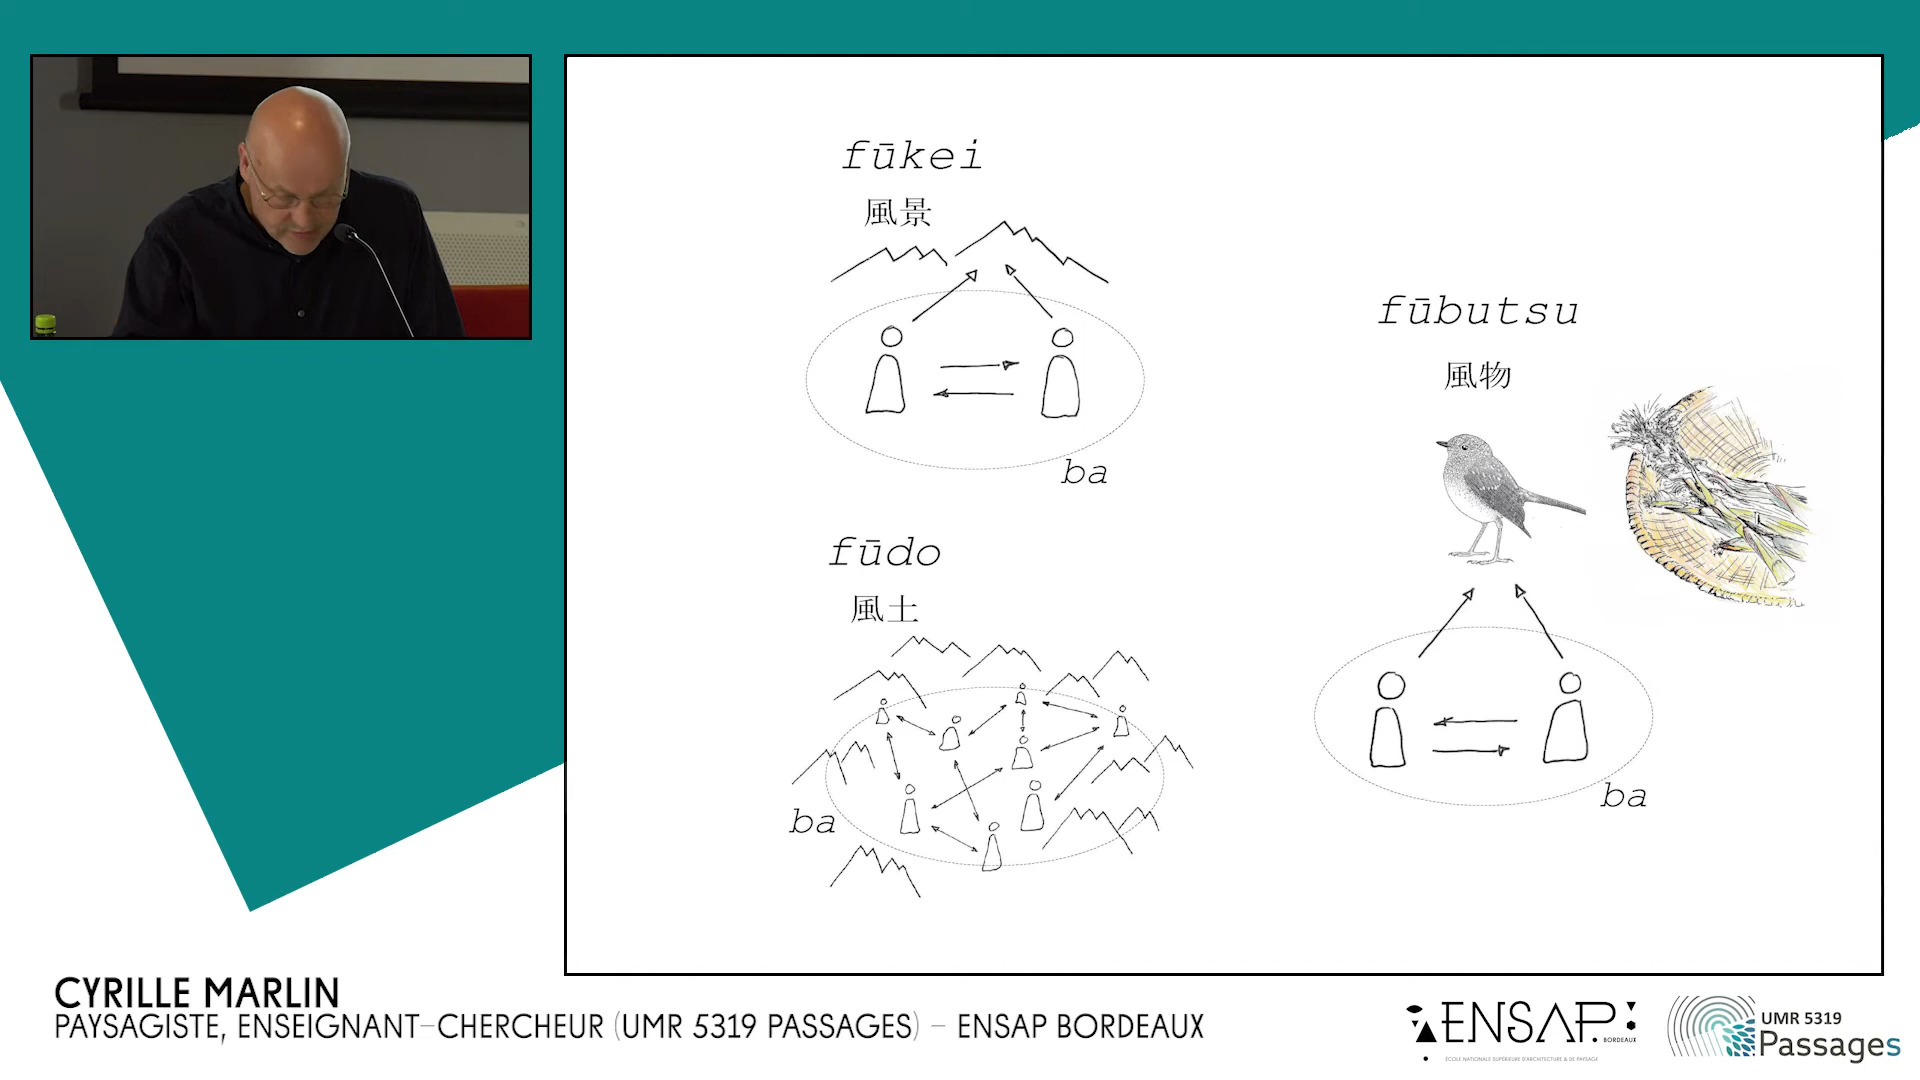 fūkei
風景
ba
fūdo
風土
ba
fūbutsu
風物
ba
CYRILLE MARLIN
PAYSAGISTE, ENSEIGNANT-CHERCHEUR (UMR 5319 PASSAGES) - ENSAP BORDEAUX
ENSAP
BORDEAUX
ÉCOLE NATIONALE SUPÉRIEURE D'ARCHITECTURE & DE PAYSAGE
UMR 5319
Passages